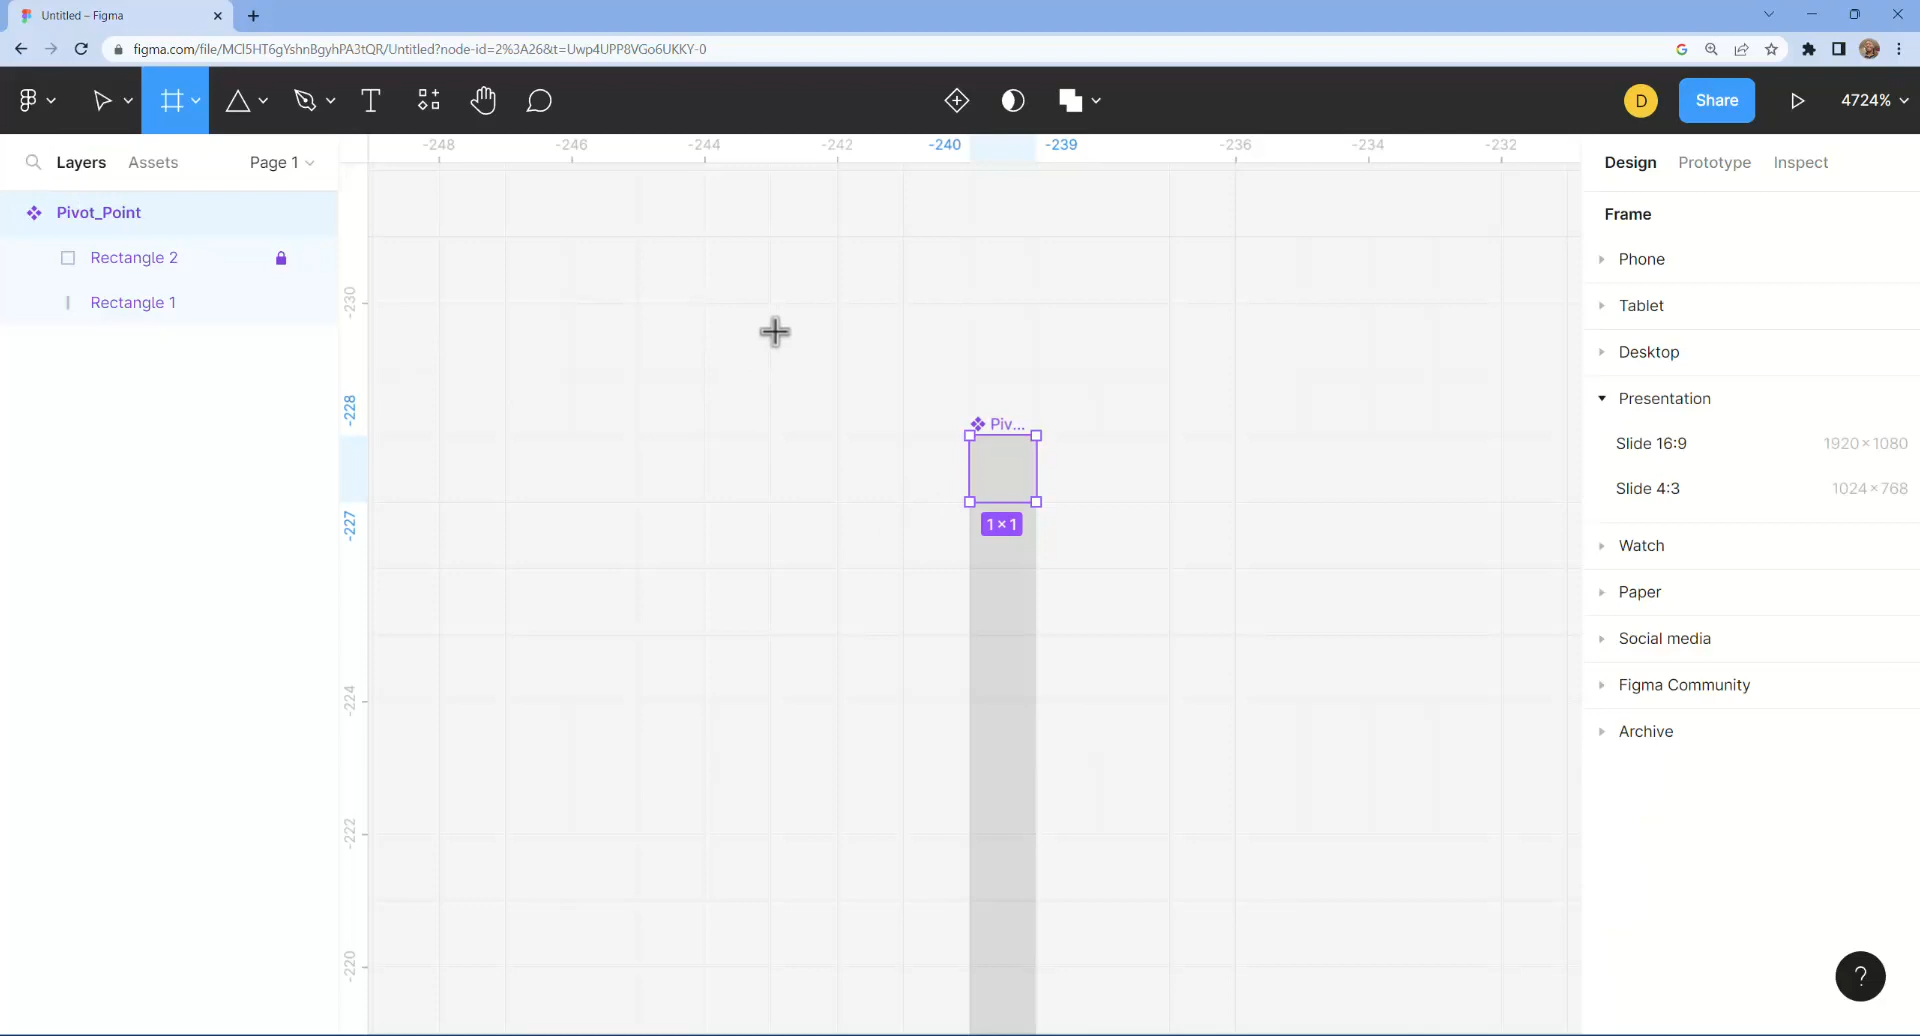 Untitled – Figma
figma.com/file/MCl5HT6gYshnBgyhPA3tQR/Untitled?node-id=2%3A26&t=Uwp4UPP8VGo6UKKY-0
D
Share
4724%
Layers
Assets
Page 1
Pivot_Point
Rectangle 2
Rectangle 1
-248
-246
-244
-242
-240
-239
-236
-234
-232
-230
-228
-227
-224
-222
-220
Piv...
1 × 1
Design
Prototype
Inspect
Frame
Phone
Tablet
Desktop
Presentation
Slide 16:9
1920 × 1080
Slide 4:3
1024 × 768
Watch
Paper
Social media
Figma Community
Archive
?